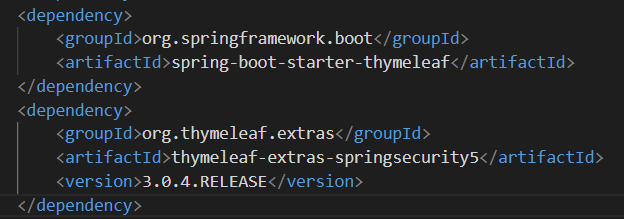 <dependency>
    <groupId>org.springframework.boot</groupId>
    <artifactId>spring-boot-starter-thymeleaf</artifactId>
</dependency>
<dependency>
    <groupId>org.thymeleaf.extras</groupId>
    <artifactId>thymeleaf-extras-springsecurity5</artifactId>
    <version>3.0.4.RELEASE</version>
</dependency>